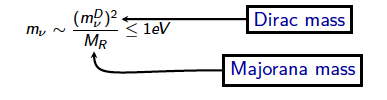 Dirac mass
m_ν ∼ (m_ν^D)² / M_R ≤ 1eV
Majorana mass